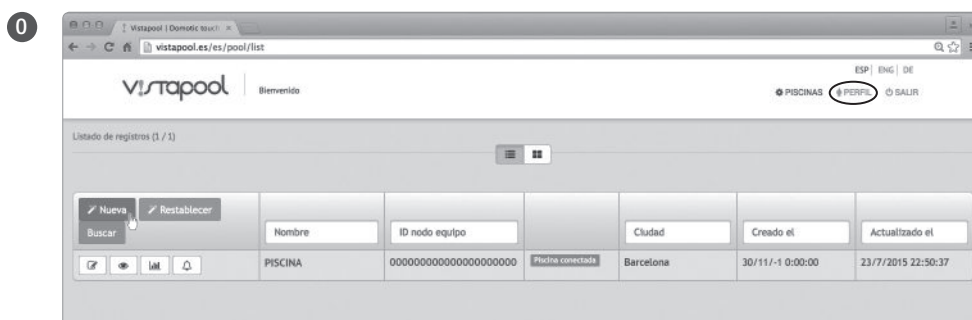 0
Vistapool | Domotic touch ×
vistapool.es/es/pool/list
ESP | ENG | DE
vistapool
Bienvenido
PISCINAS PERFIL SALIR
Listado de registros (1 / 1)
Nueva Restablecer
Buscar Nombre ID nodo equipo Ciudad Creado el Actualizado el
PISCINA 000000000000000000000000 Piscina conectada Barcelona 30/11/-1 0:00:00 23/7/2015 22:50:37